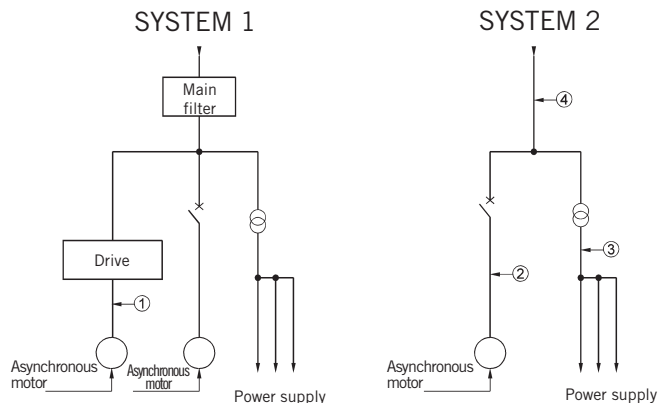 SYSTEM 1
SYSTEM 2
Main
filter
4
Drive
3
2
1
Asynchronous
motor
Asynchronous
motor
Power supply
Asynchronous
motor
Power supply